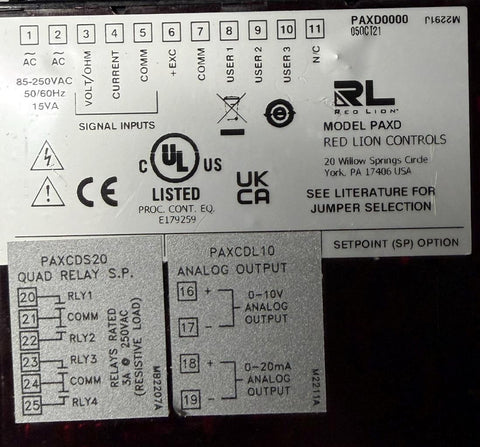 1 2 3 4 5 6 7 8 9 10 11
AC AC VOLT/OHM CURRENT COMM +EXC COMM USER 1 USER 2 USER 3 N/C
PAXD0000
05OCT21
M2291J
85-250VAC
50/60Hz
15VA
SIGNAL INPUTS
RL
RED LION
MODEL PAXD
RED LION CONTROLS
20 Willow Springs Circle
York, PA 17406 USA
C UL US
LISTED
PROC. CONT. EQ.
E179259
CE
UK
CA
SEE LITERATURE FOR
JUMPER SELECTION
SETPOINT (SP) OPTION
PAXCDS20
QUAD RELAY S.P.
20 RLY1
21 COMM
22 RLY2
23 RLY3
24 COMM
25 RLY4
RELAYS RATED
3A @ 250VAC
(RESISTIVE LOAD)
MB2207A
PAXCDL10
ANALOG OUTPUT
16 +
17 -
0-10V
ANALOG
OUTPUT
18 +
19 -
0-20mA
ANALOG
OUTPUT
M2211A